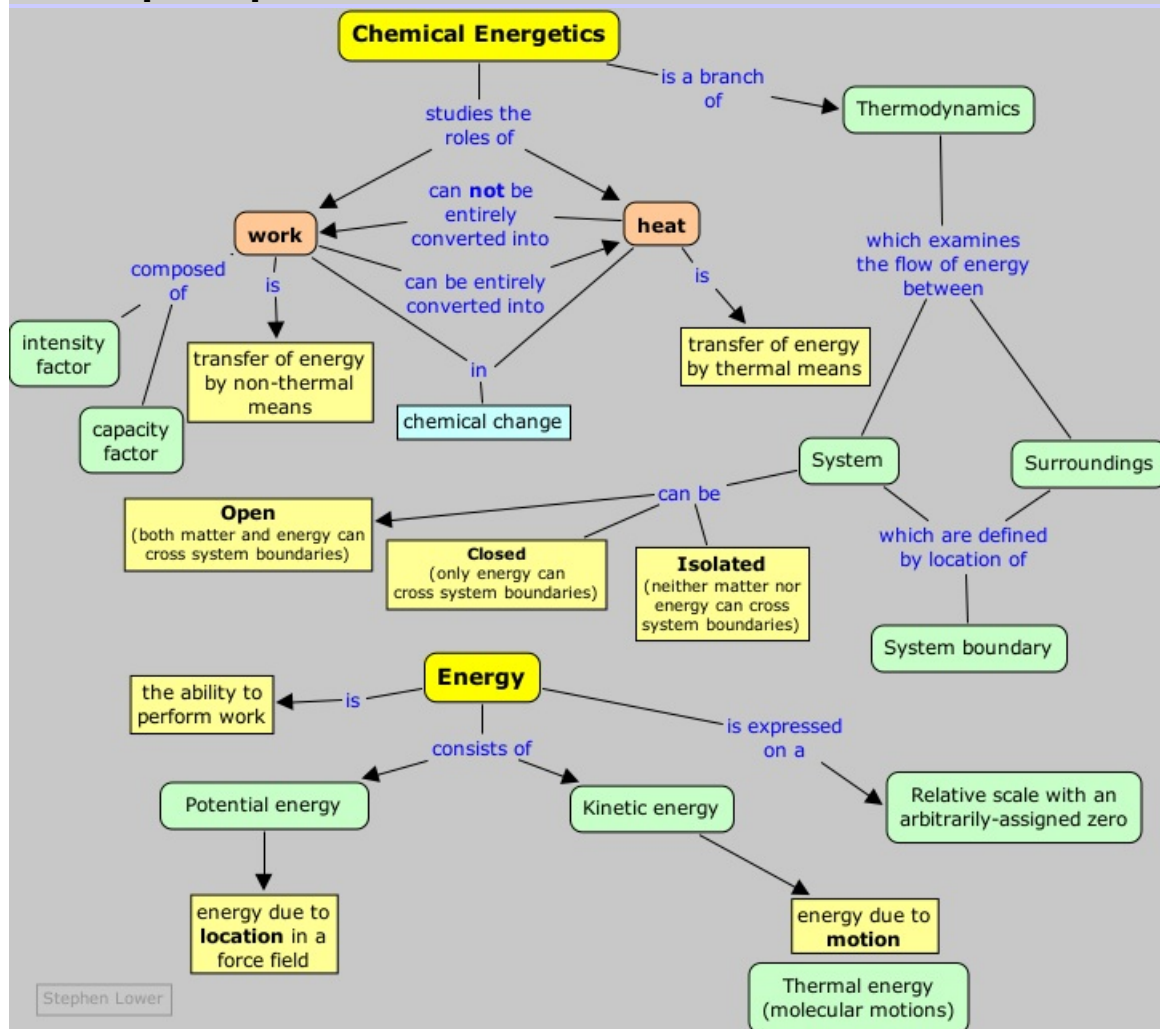 Chemical Energetics
is a branch
of
Thermodynamics
studies the
roles of
can not be
entirely
converted into
work
heat
which examines
the flow of energy
between
composed
of
is
can be entirely
converted into
is
intensity
factor
transfer of energy
by non-thermal
means
transfer of energy
by thermal means
in
capacity
factor
chemical change
System
Surroundings
can be
Open
(both matter and energy can
cross system boundaries)
Closed
(only energy can
cross system boundaries)
Isolated
(neither matter nor
energy can cross
system boundaries)
which are defined
by location of
System boundary
Energy
is
the ability to
perform work
consists of
is expressed
on a
Potential energy
Kinetic energy
Relative scale with an
arbitrarily-assigned zero
energy due to
location in a
force field
energy due to
motion
Thermal energy
(molecular motions)
Stephen Lower